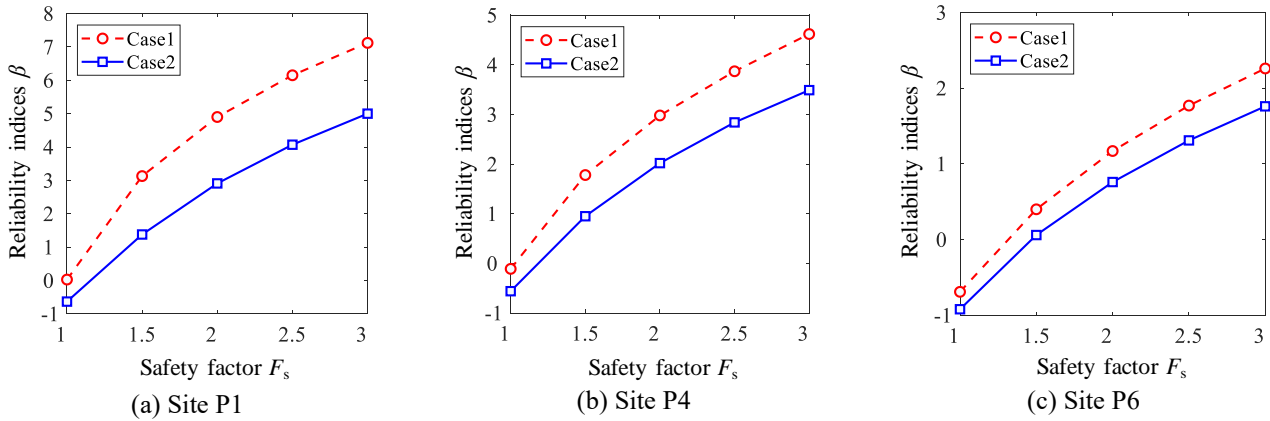 8
7
6
5
4
3
2
1
0
-1
Reliability indices β
Case1
Case2
1
1.5
2
2.5
3
Safety factor Fs
(a) Site P1
5
4
3
2
1
0
-1
Reliability indices β
Case1
Case2
1
1.5
2
2.5
3
Safety factor Fs
(b) Site P4
3
2
1
0
-1
Reliability indices β
Case1
Case2
1
1.5
2
2.5
3
Safety factor Fs
(c) Site P6